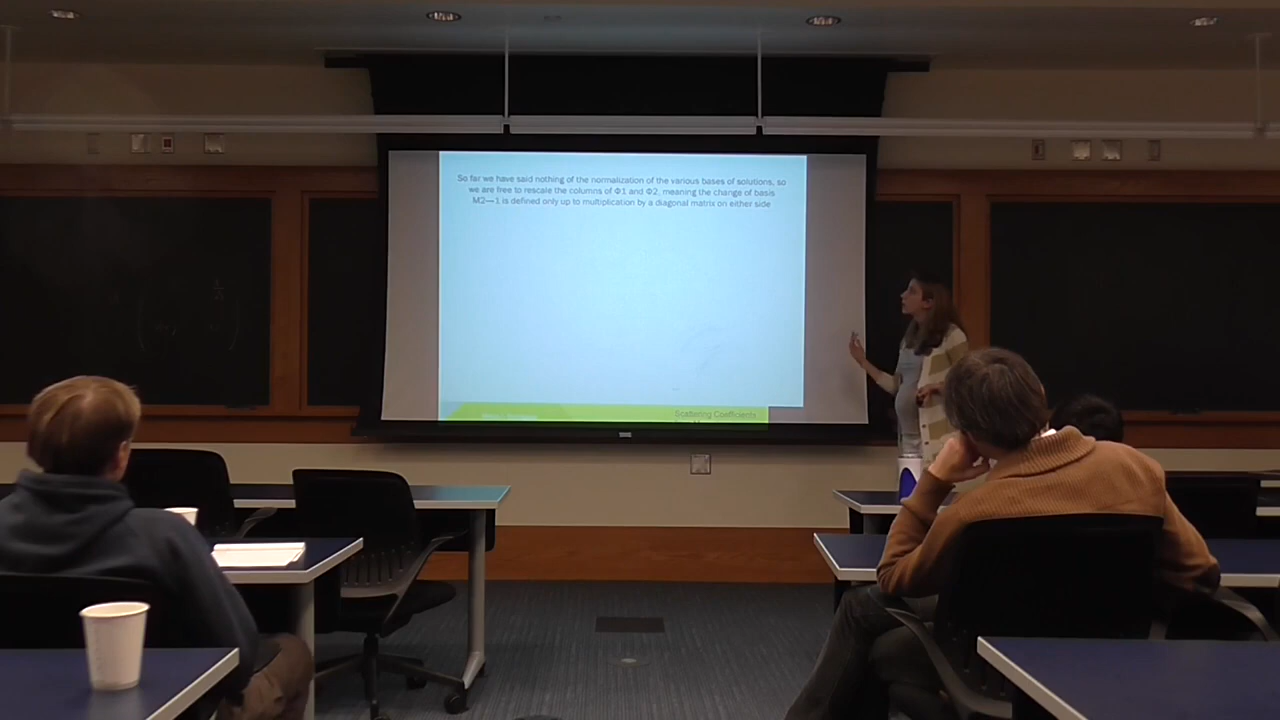 So far we have said nothing of the normalization of the various bases of solutions, so
we are free to rescale the columns of Φ1 and Φ2, meaning the change of basis
M2—1 is defined only up to multiplication by a diagonal matrix on either side
Scattering Coefficients